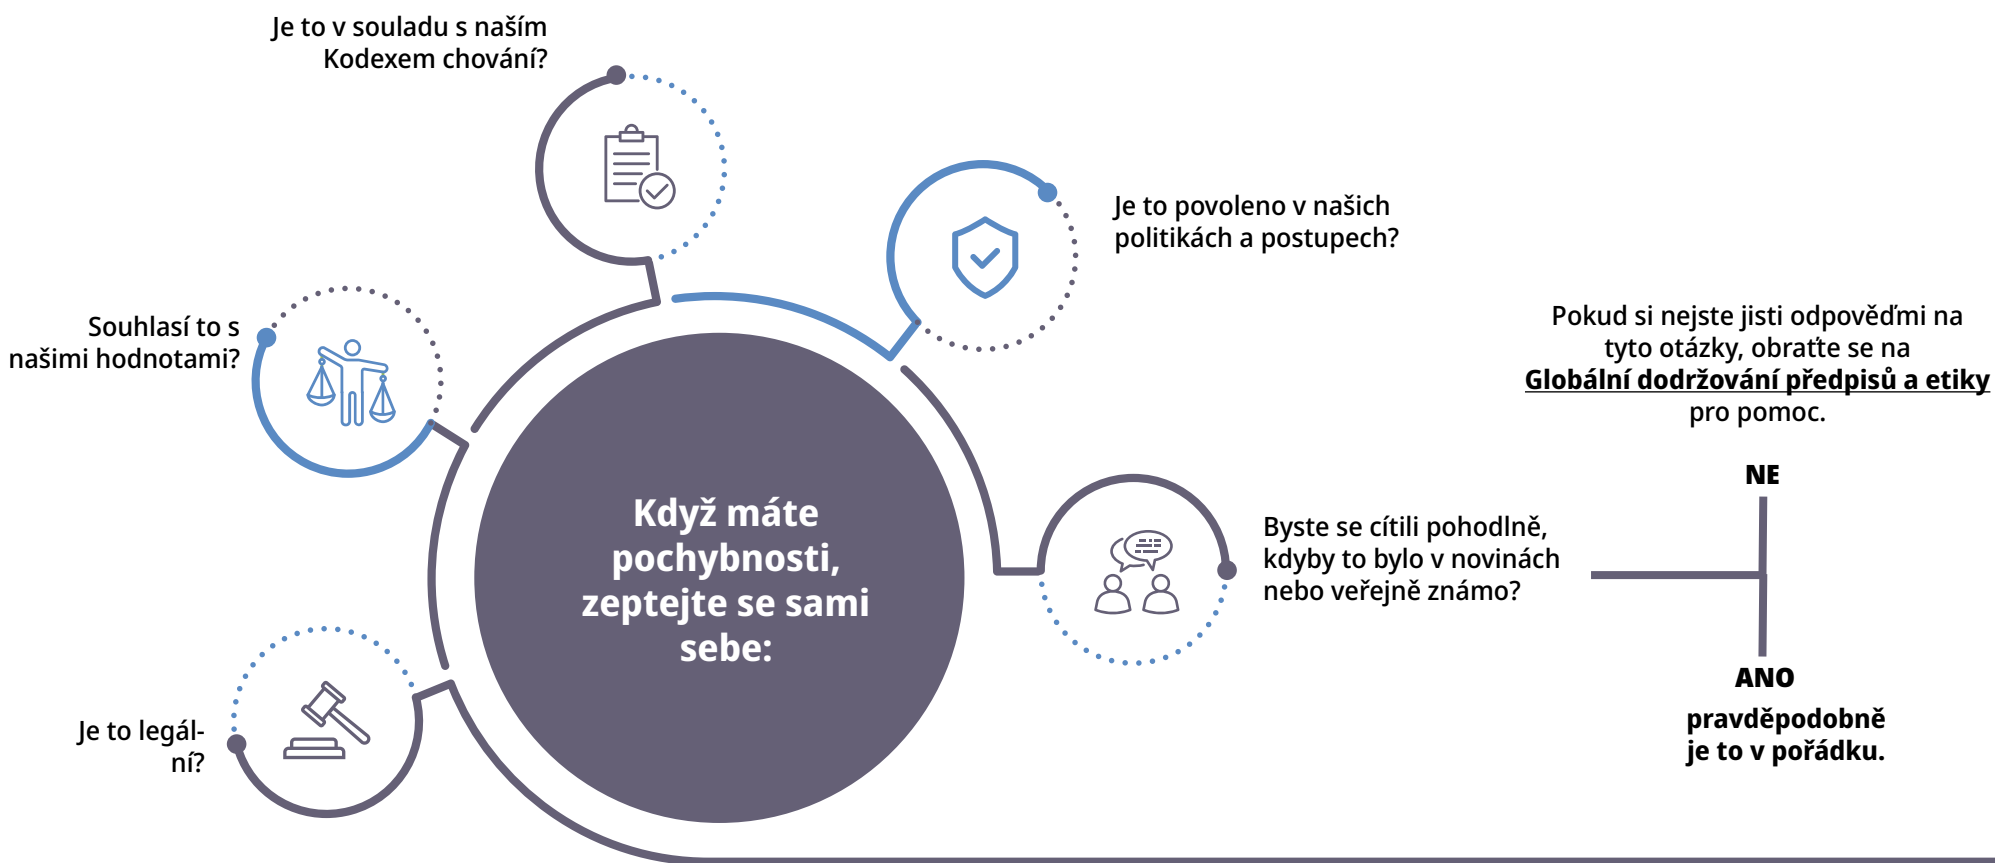 Je to v souladu s naším
Kodexem chování?
Je to povoleno v našich
politikách a postupech?
Souhlasí to s
našimi hodnotami?
Pokud si nejste jisti odpověďmi na
tyto otázky, obraťte se na
Globální dodržování předpisů a etiky
pro pomoc.
NE
Když máte
pochybnosti,
zeptejte se sami
sebe:
Byste se cítili pohodlně,
kdyby to bylo v novinách
nebo veřejně známo?
ANO
pravděpodobně
je to v pořádku.
Je to legál-
ní?